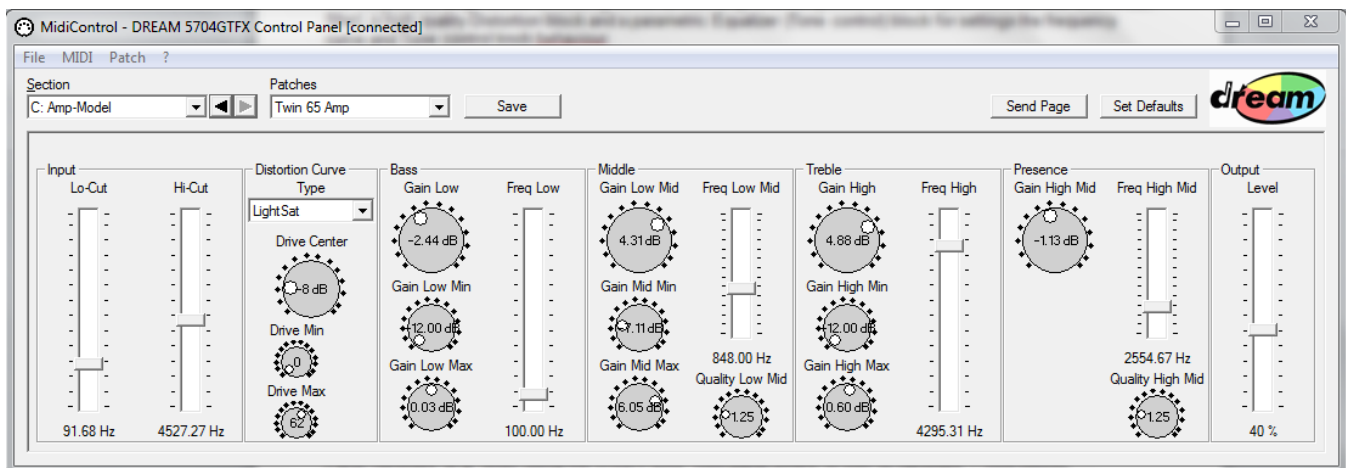 MidiControl - DREAM 5704GTFX Control Panel [connected]
File MIDI Patch ?
Section Patches
C: Amp-Model Twin 65 Amp Save Send Page Set Defaults dream
Input
Lo-Cut Hi-Cut
91.68 Hz 4527.27 Hz
Distortion Curve
Type
LightSat
Drive Center
-8 dB
Drive Min
0
Drive Max
62
Bass
Gain Low Freq Low
-2.44 dB
Gain Low Min
-12.00 dB
Gain Low Max
0.03 dB
100.00 Hz
Middle
Gain Low Mid Freq Low Mid
4.31 dB
Gain Mid Min
-7.11 dB
848.00 Hz
Gain Mid Max Quality Low Mid
6.05 dB 1.25
Treble
Gain High Freq High
4.88 dB
Gain High Min
-12.00 dB
Gain High Max
0.60 dB
4295.31 Hz
Presence
Gain High Mid Freq High Mid
-1.13 dB
2554.67 Hz
Quality High Mid
1.25
Output
Level
40 %